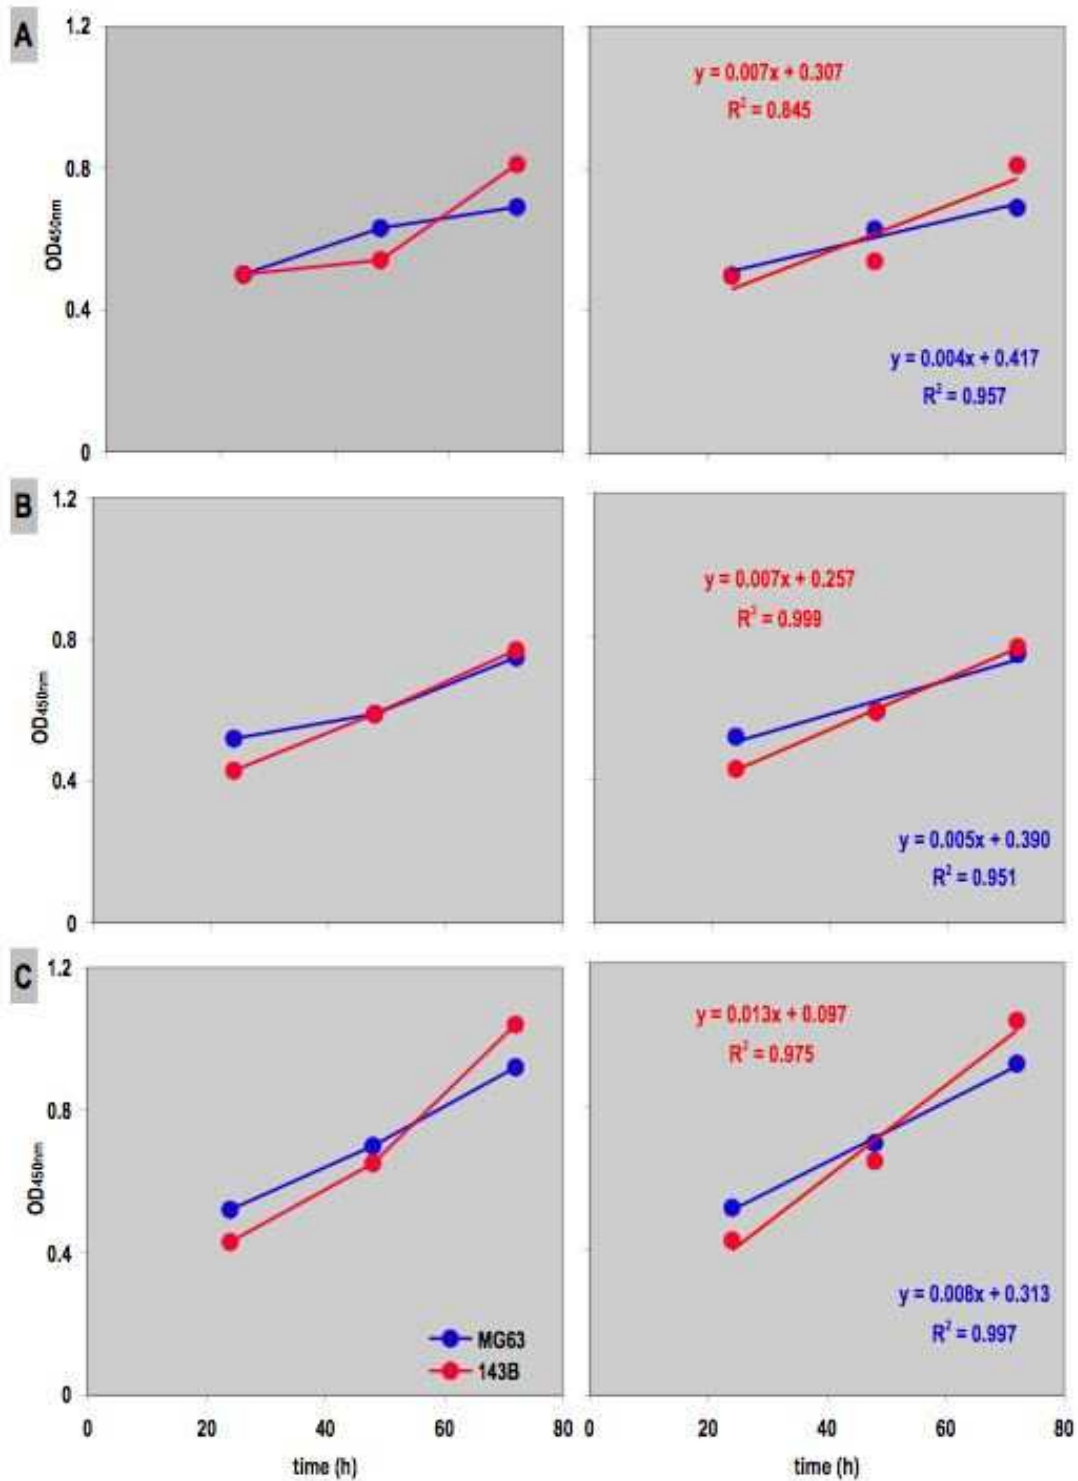 A
1.2
0.8
0.4
0
OD450nm
y = 0.007x + 0.307
R² = 0.845
y = 0.004x + 0.417
R² = 0.957
B
1.2
0.8
0.4
0
OD450nm
y = 0.007x + 0.257
R² = 0.999
y = 0.005x + 0.390
R² = 0.951
C
1.2
0.8
0.4
0
OD450nm
MG63
143B
y = 0.013x + 0.097
R² = 0.975
y = 0.008x + 0.313
R² = 0.997
0 20 40 60 80
time (h)
0 20 40 60 80
time (h)